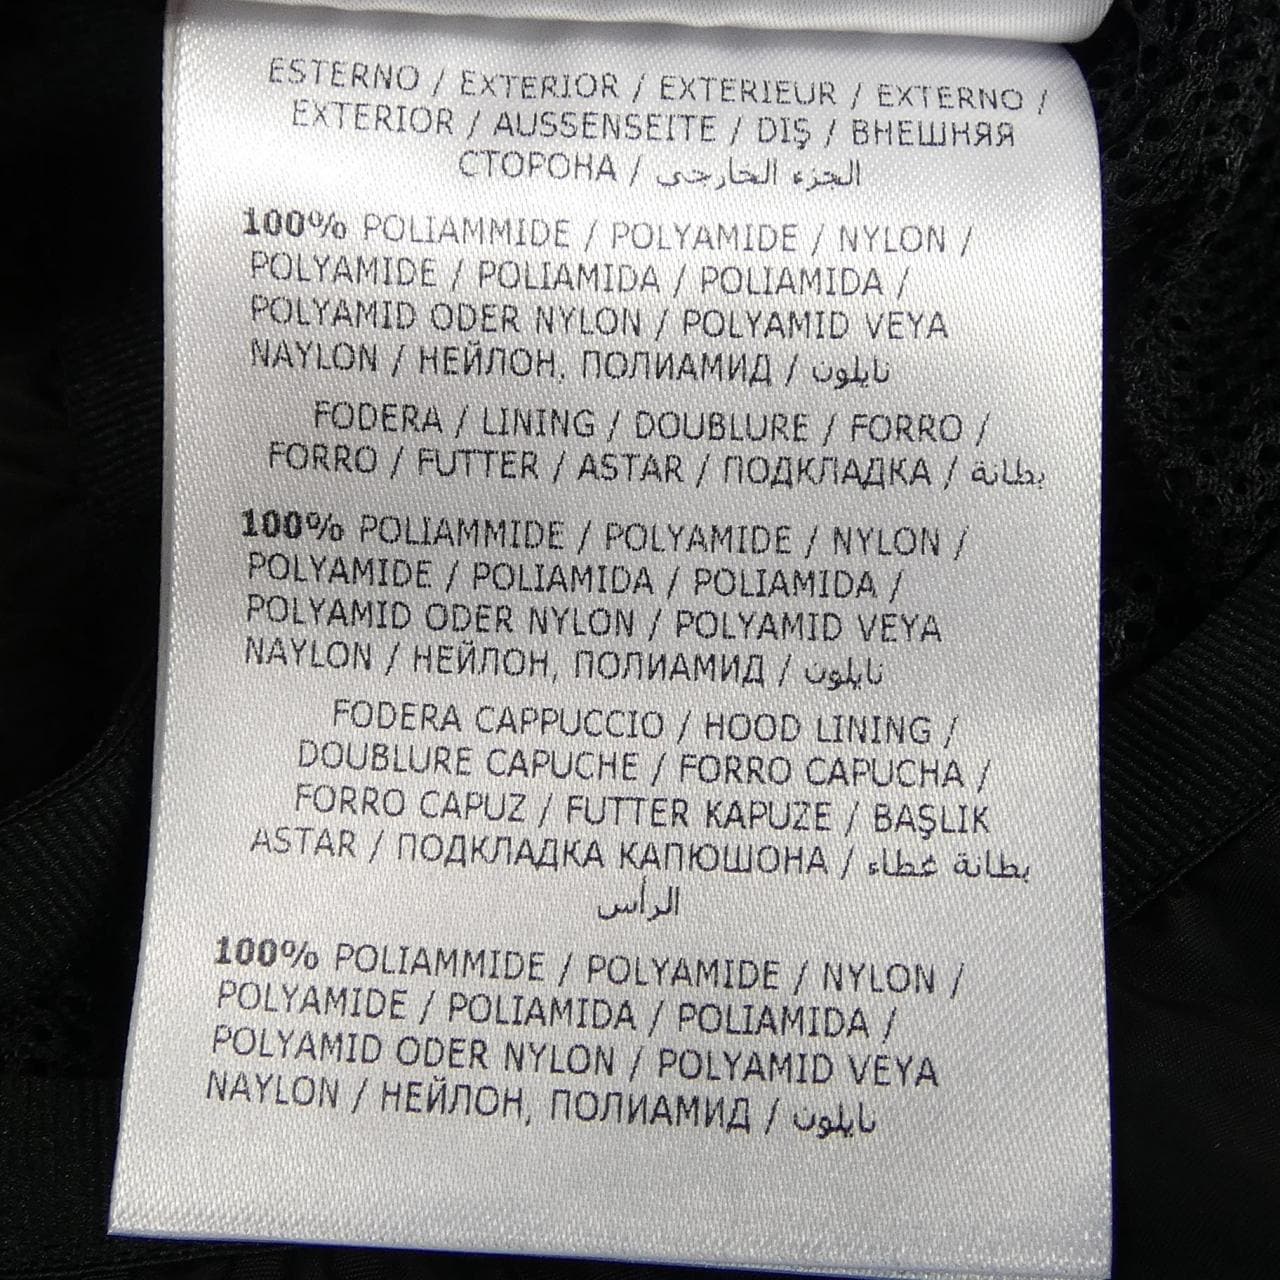 ESTERNO / EXTERIOR / EXTERIEUR / EXTERNO /
EXTERIOR / AUSSENSEITE / DIŞ / ВНЕШНЯЯ
СТОРОНА / الجزء الخارجي
100% POLIAMMIDE / POLYAMIDE / NYLON /
POLYAMIDE / POLIAMIDA / POLIAMIDA /
POLYAMID ODER NYLON / POLYAMID VEYA
NAYLON / НЕЙЛОН, ПОЛИАМИД / نايلون
FODERA / LINING / DOUBLURE / FORRO /
FORRO / FUTTER / ASTAR / ПОДКЛАДКА / بطانة
100% POLIAMMIDE / POLYAMIDE / NYLON /
POLYAMIDE / POLIAMIDA / POLIAMIDA /
POLYAMID ODER NYLON / POLYAMID VEYA
NAYLON / НЕЙЛОН, ПОЛИАМИД / نايلون
FODERA CAPPUCCIO / HOOD LINING /
DOUBLURE CAPUCHE / FORRO CAPUCHA /
FORRO CAPUZ / FUTTER KAPUZE / BAŞLIK
ASTAR / ПОДКЛАДКА КАПЮШОНА / بطانة غطاء
الرأس
100% POLIAMMIDE / POLYAMIDE / NYLON /
POLYAMIDE / POLIAMIDA / POLIAMIDA /
POLYAMID ODER NYLON / POLYAMID VEYA
NAYLON / НЕЙЛОН, ПОЛИАМИД / نايلون